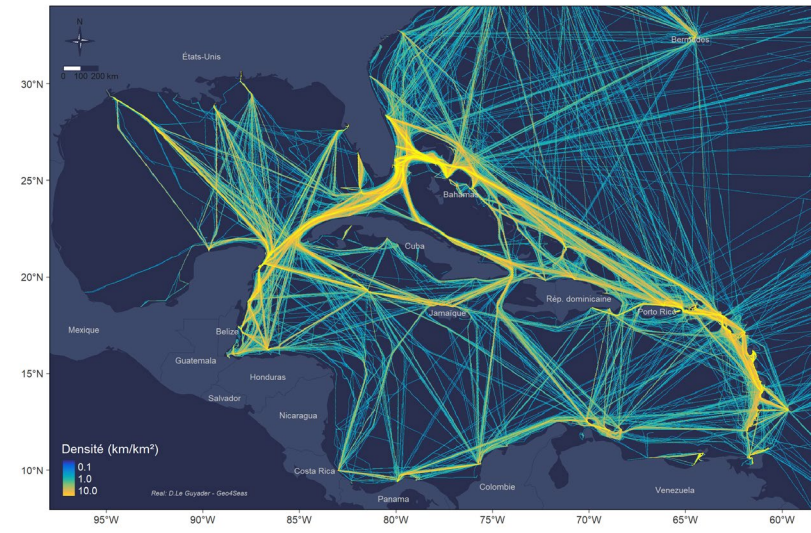 N
États-Unis
Bermudes
0 100 200 km
30°N
25°N
Bahamas
Cuba
20°N
Rép. dominicaine
Porto Rico
Jamaïque
Mexique
Belize
Guatemala
15°N
Honduras
Salvador
Nicaragua
Densité (km/km²)
0.1
1.0
10.0
10°N
Costa Rica
Real: D.Le Guyader - Geo4Seas
Panama
Colombie
Venezuela
95°W 90°W 85°W 80°W 75°W 70°W 65°W 60°W